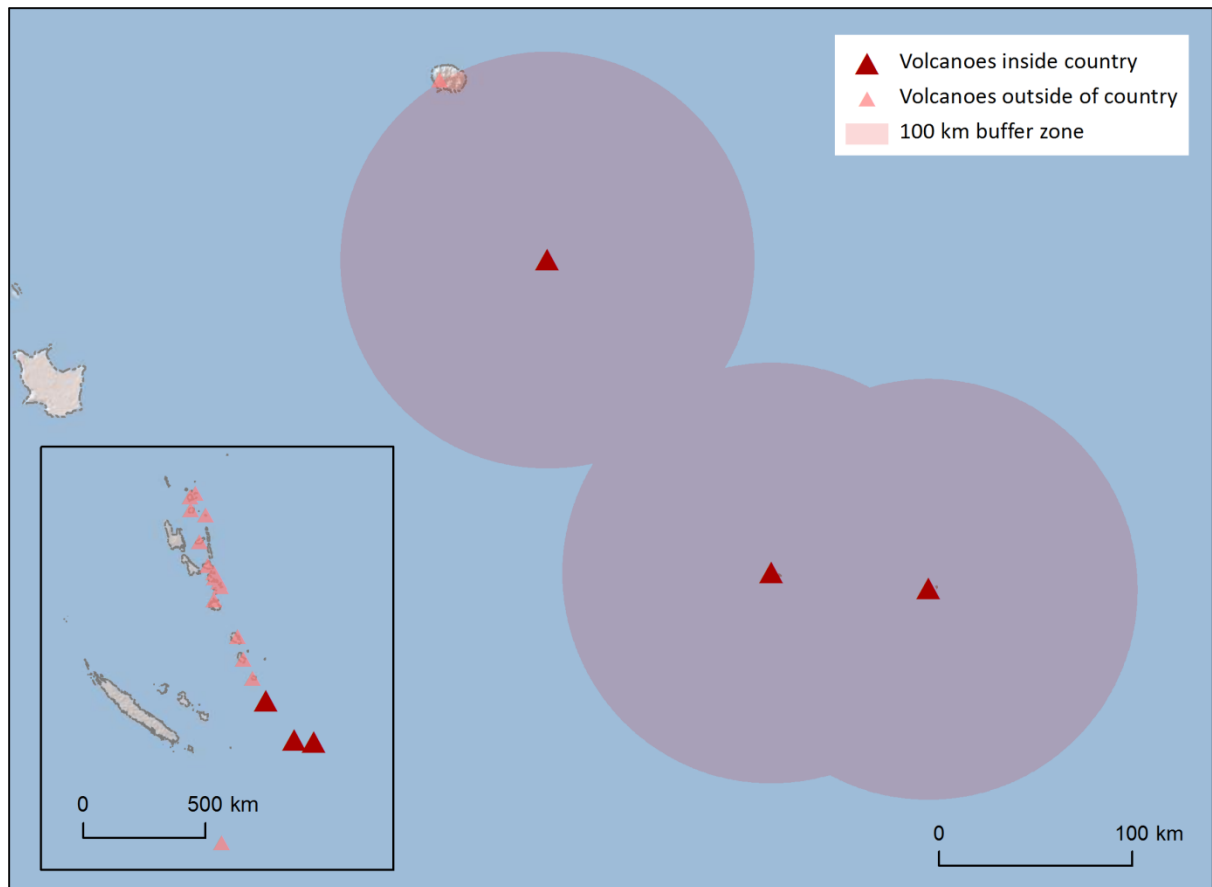 Volcanoes inside country
Volcanoes outside of country
100 km buffer zone
0 500 km
0 100 km